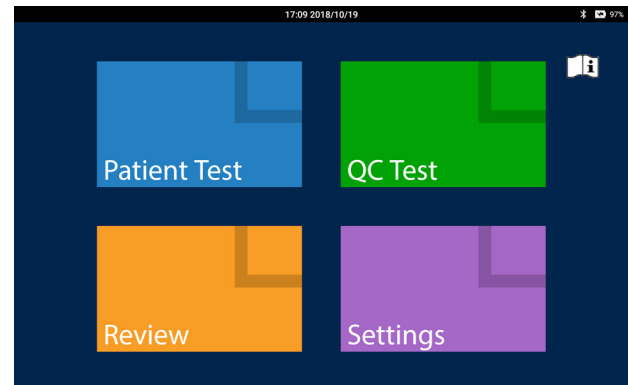 17:09 2018/10/19
97%
Patient Test
QC Test
Review
Settings